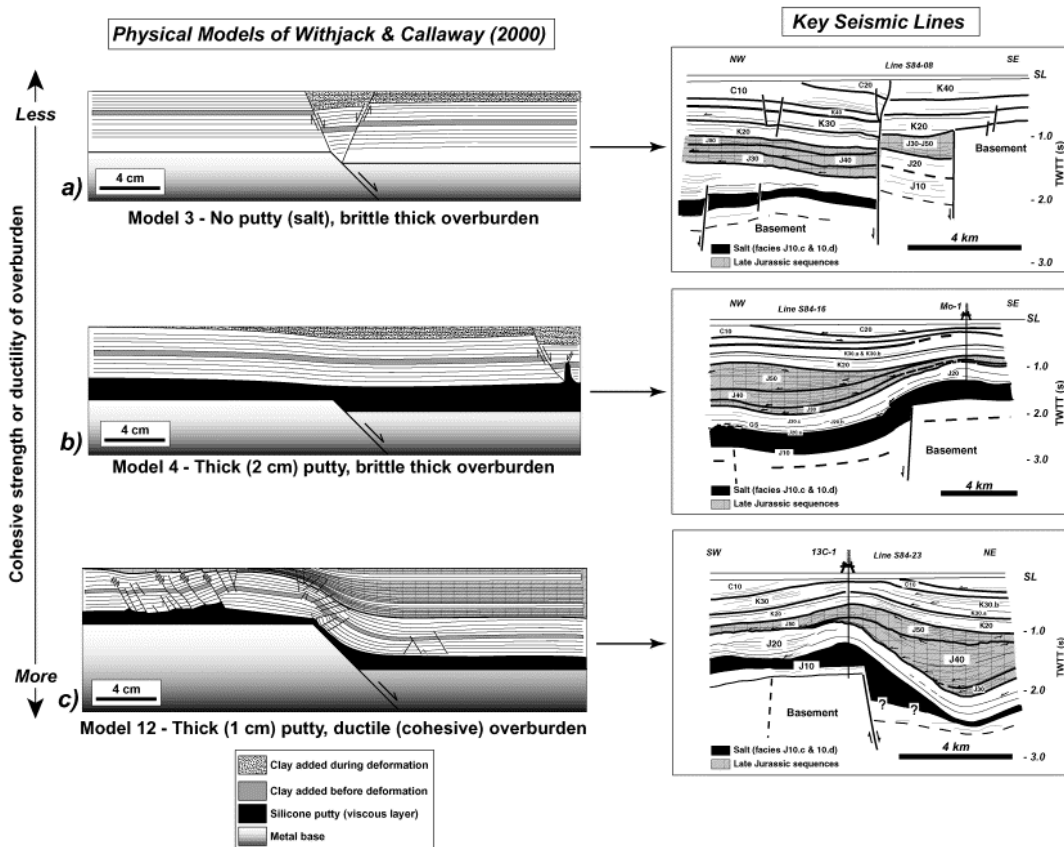 Physical Models of Withjack & Callaway (2000)
Key Seismic Lines
Cohesive strength or ductility of overburden
Less
More
a)
4 cm
Model 3 - No putty (salt), brittle thick overburden
NW
Line S84-08
SE
SL
C10
C20
K40
K40
K30
K20
K20
J50
J30-J50
J30
J40
J20
J10
Basement
Basement
- 1.0
- 2.0
- 3.0
TWTT (s)
Salt (facies J10.c & 10.d)
Late Jurassic sequences
4 km
b)
4 cm
Model 4 - Thick (2 cm) putty, brittle thick overburden
NW
Line S84-16
Mo-1
SE
SL
C10
C20
K30.a & K30.b
K20
J50
J40
J20
J10
Basement
- 1.0
- 2.0
- 3.0
TWTT (s)
Salt (facies J10.c & 10.d)
Late Jurassic sequences
4 km
c)
4 cm
Model 12 - Thick (1 cm) putty, ductile (cohesive) overburden
SW
13C-1
Line S84-23
NE
SL
C10
K30
K30.b
K30.a
K20
K20
J50
J50
J40
J30
J20
J10
? ?
Basement
- 1.0
- 2.0
- 3.0
TWTT (s)
Salt (facies J10.c & 10.d)
Late Jurassic sequences
4 km
Clay added during deformation
Clay added before deformation
Silicone putty (viscous layer)
Metal base